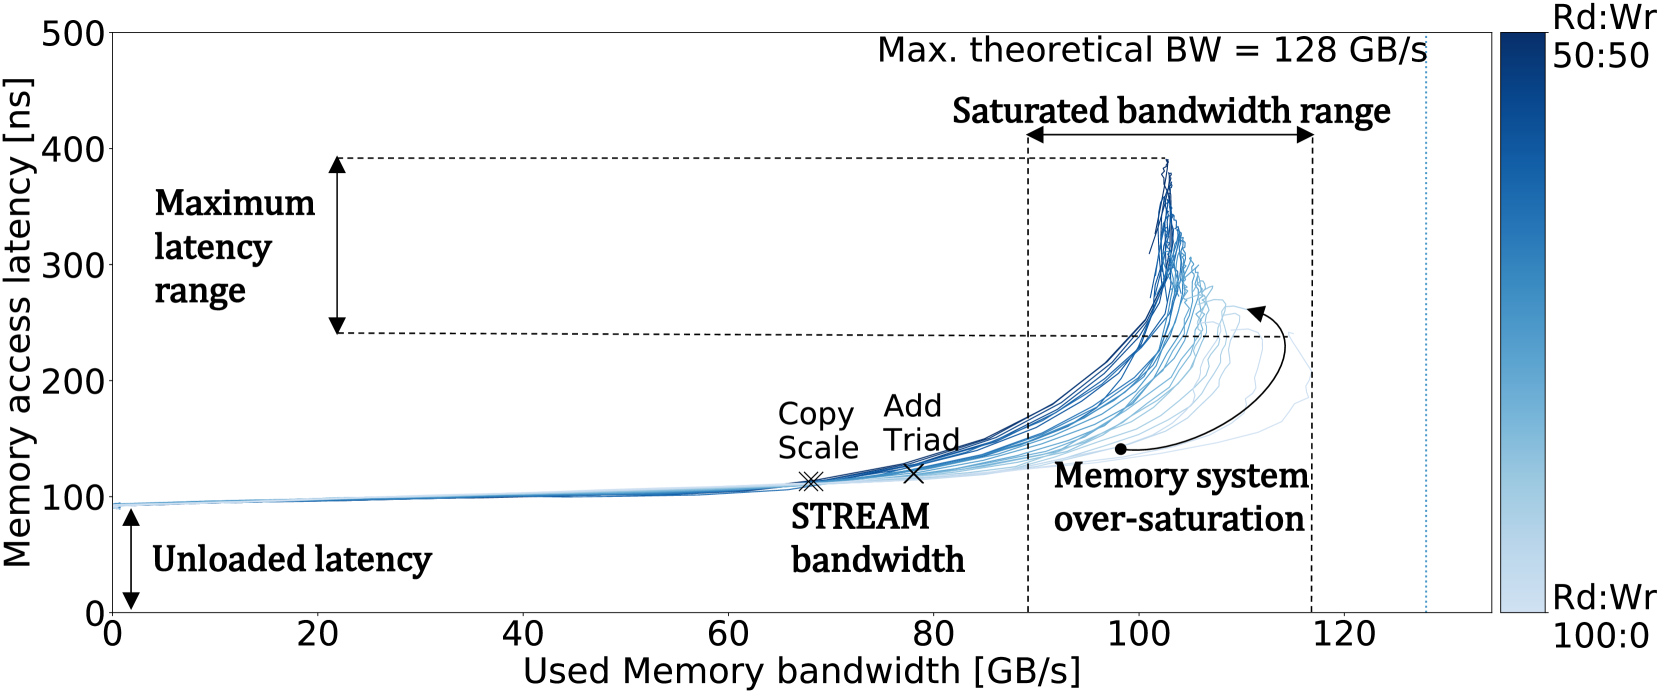 Rd:Wr
50:50
Max. theoretical BW = 128 GB/s
Saturated bandwidth range
Memory access latency [ns]
500
400
300
200
100
0
Maximum
latency
range
Copy
Scale
Add
Triad
Memory system
over-saturation
STREAM
bandwidth
Unloaded latency
Rd:Wr
100:0
0
20
40
60
80
100
120
Used Memory bandwidth [GB/s]